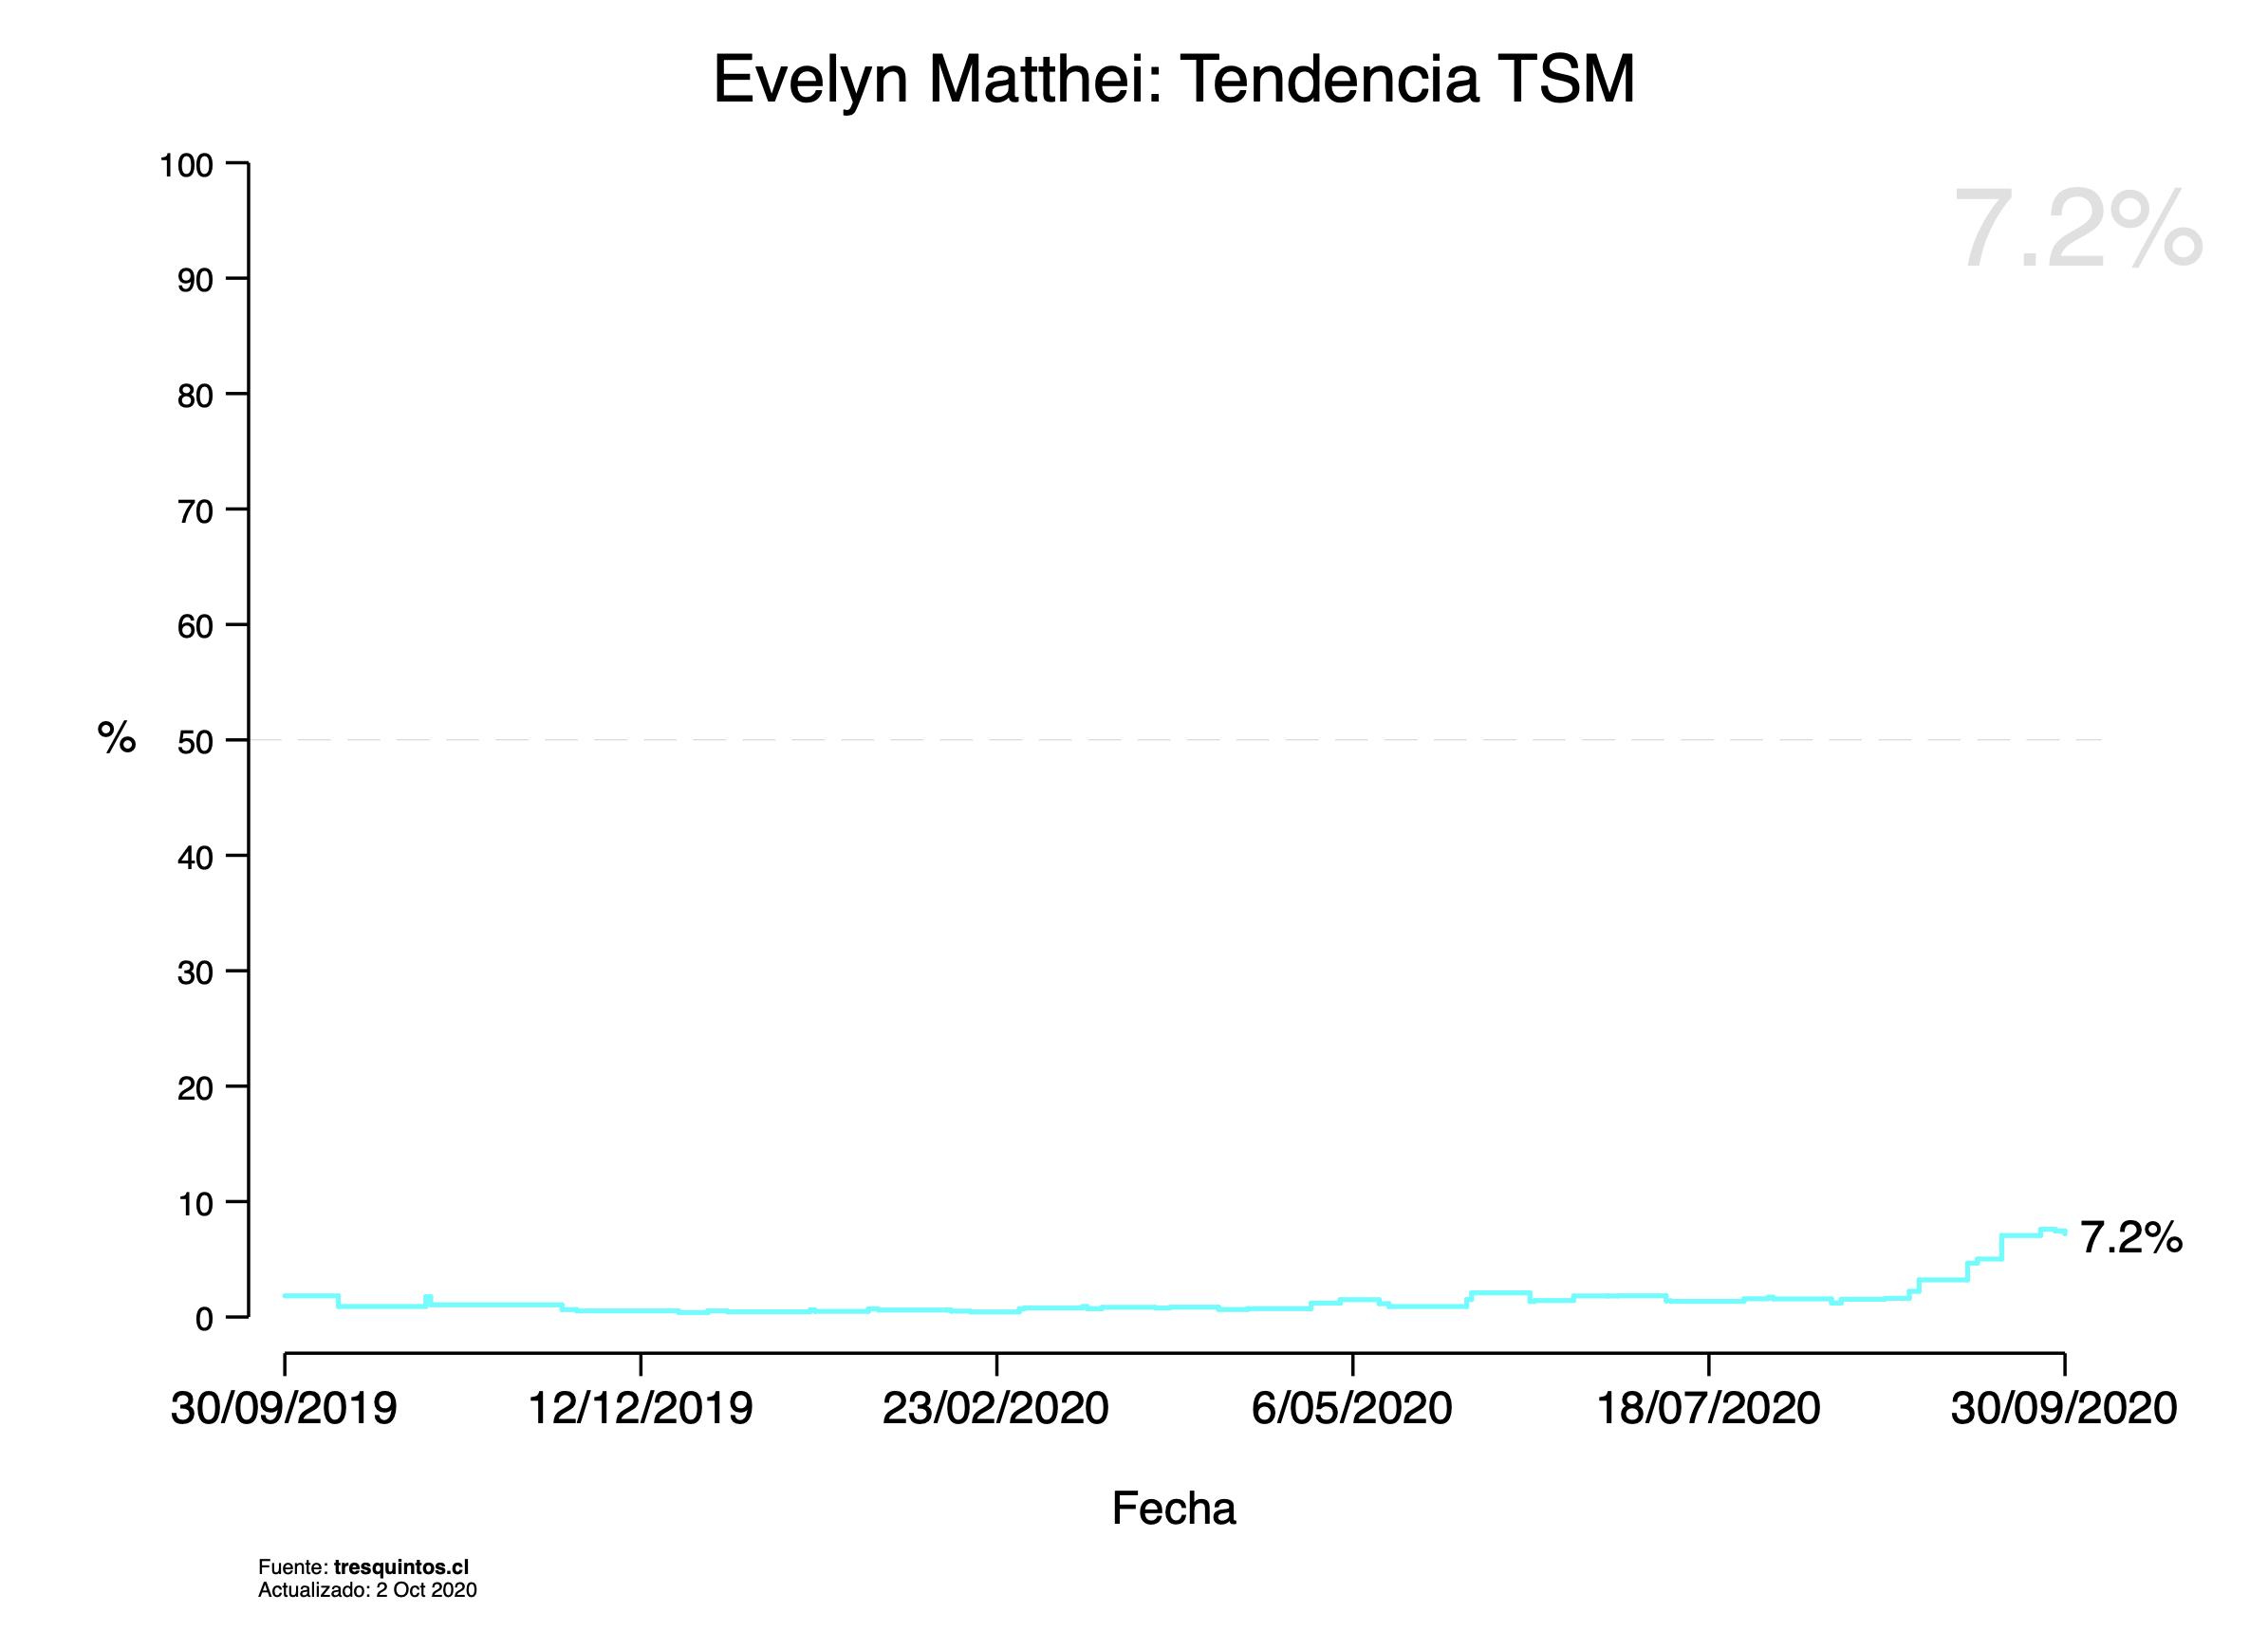 Evelyn Matthei: Tendencia TSM
7.2%
100
90
80
70
60
50
40
30
20
10
0
%
7.2%
30/09/2019 12/12/2019 23/02/2020 6/05/2020 18/07/2020 30/09/2020
Fecha
Fuente: tresquintos.cl
Actualizado: 2 Oct 2020